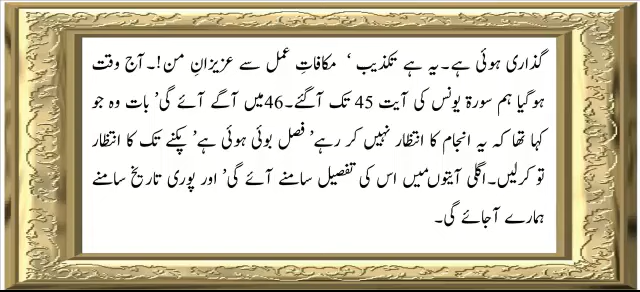 گذاری ہوئی ہے۔یہ ہے تکذیب ‘ مکافاتِ عمل سے عزیزانِ من!۔آج وقت
ہوگیا ہم سورۃ یونس کی آیت 45 تک آگئے۔46میں آگے آئے گی’ بات وہ جو
کہا تھا کہ یہ انجام کا انتظار نہیں کر رہے’ فصل بوئی ہوئی ہے’ پکنے تک کا انتظار
تو کرلیں۔اگلی آیتوںمیں اس کی تفصیل سامنے آئے گی’ اور پوری تاریخ سامنے
ہمارے آجائے گی۔